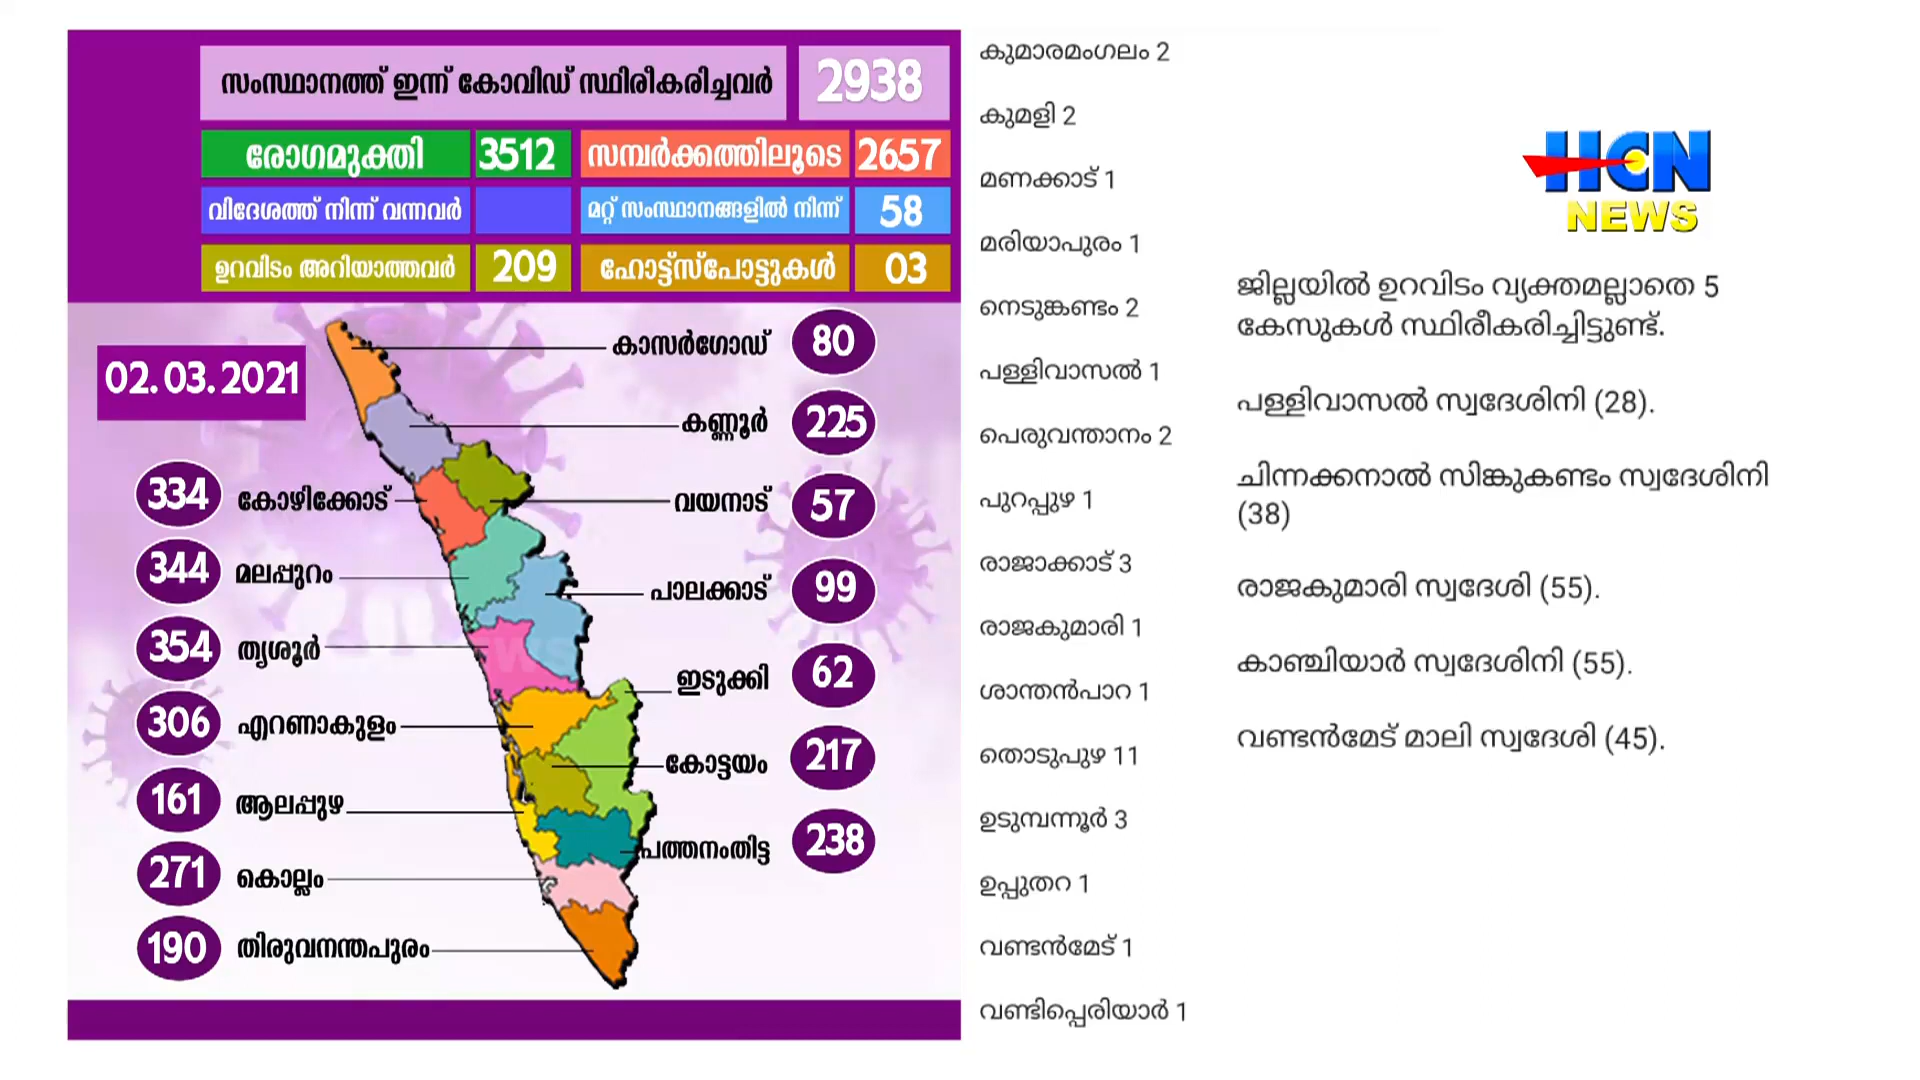 സംസ്ഥാനത്ത് ഇന്ന് കോവിഡ് സ്ഥിരീകരിച്ചവർ 2938
രോഗമുക്തി 3512 സമ്പർക്കത്തിലൂടെ 2657
വിദേശത്ത് നിന്ന് വന്നവർ മറ്റ് സംസ്ഥാനങ്ങളിൽ നിന്ന് 58
ഉറവിടം അറിയാത്തവർ 209 ഹോട്ട്സ്പോട്ടുകൾ 03
02.03.2021
കാസർഗോഡ് 80
കണ്ണൂർ 225
334 കോഴിക്കോട്
വയനാട് 57
344 മലപ്പുറം
പാലക്കാട് 99
354 തൃശൂർ
ഇടുക്കി 62
306 എറണാകുളം
കോട്ടയം 217
161 ആലപ്പുഴ
പത്തനംതിട്ട 238
271 കൊല്ലം
190 തിരുവനന്തപുരം
കുമാരമംഗലം 2
കുമളി 2
മണക്കാട് 1
മരിയാപുരം 1
നെടുങ്കണ്ടം 2
പള്ളിവാസൽ 1
പെരുവന്താനം 2
പുറപ്പുഴ 1
രാജാക്കാട് 3
രാജകുമാരി 1
ശാന്തൻപാറ 1
തൊടുപുഴ 11
ഉടുമ്പന്നൂർ 3
ഉപ്പുതറ 1
വണ്ടൻമേട് 1
വണ്ടിപ്പെരിയാർ 1
HCN
NEWS
ജില്ലയിൽ ഉറവിടം വ്യക്തമല്ലാതെ 5
കേസുകൾ സ്ഥിരീകരിച്ചിട്ടുണ്ട്.
പള്ളിവാസൽ സ്വദേശിനി (28).
ചിന്നക്കനാൽ സിങ്കുകണ്ടം സ്വദേശിനി
(38)
രാജകുമാരി സ്വദേശി (55).
കാഞ്ചിയാർ സ്വദേശിനി (55).
വണ്ടൻമേട് മാലി സ്വദേശി (45).